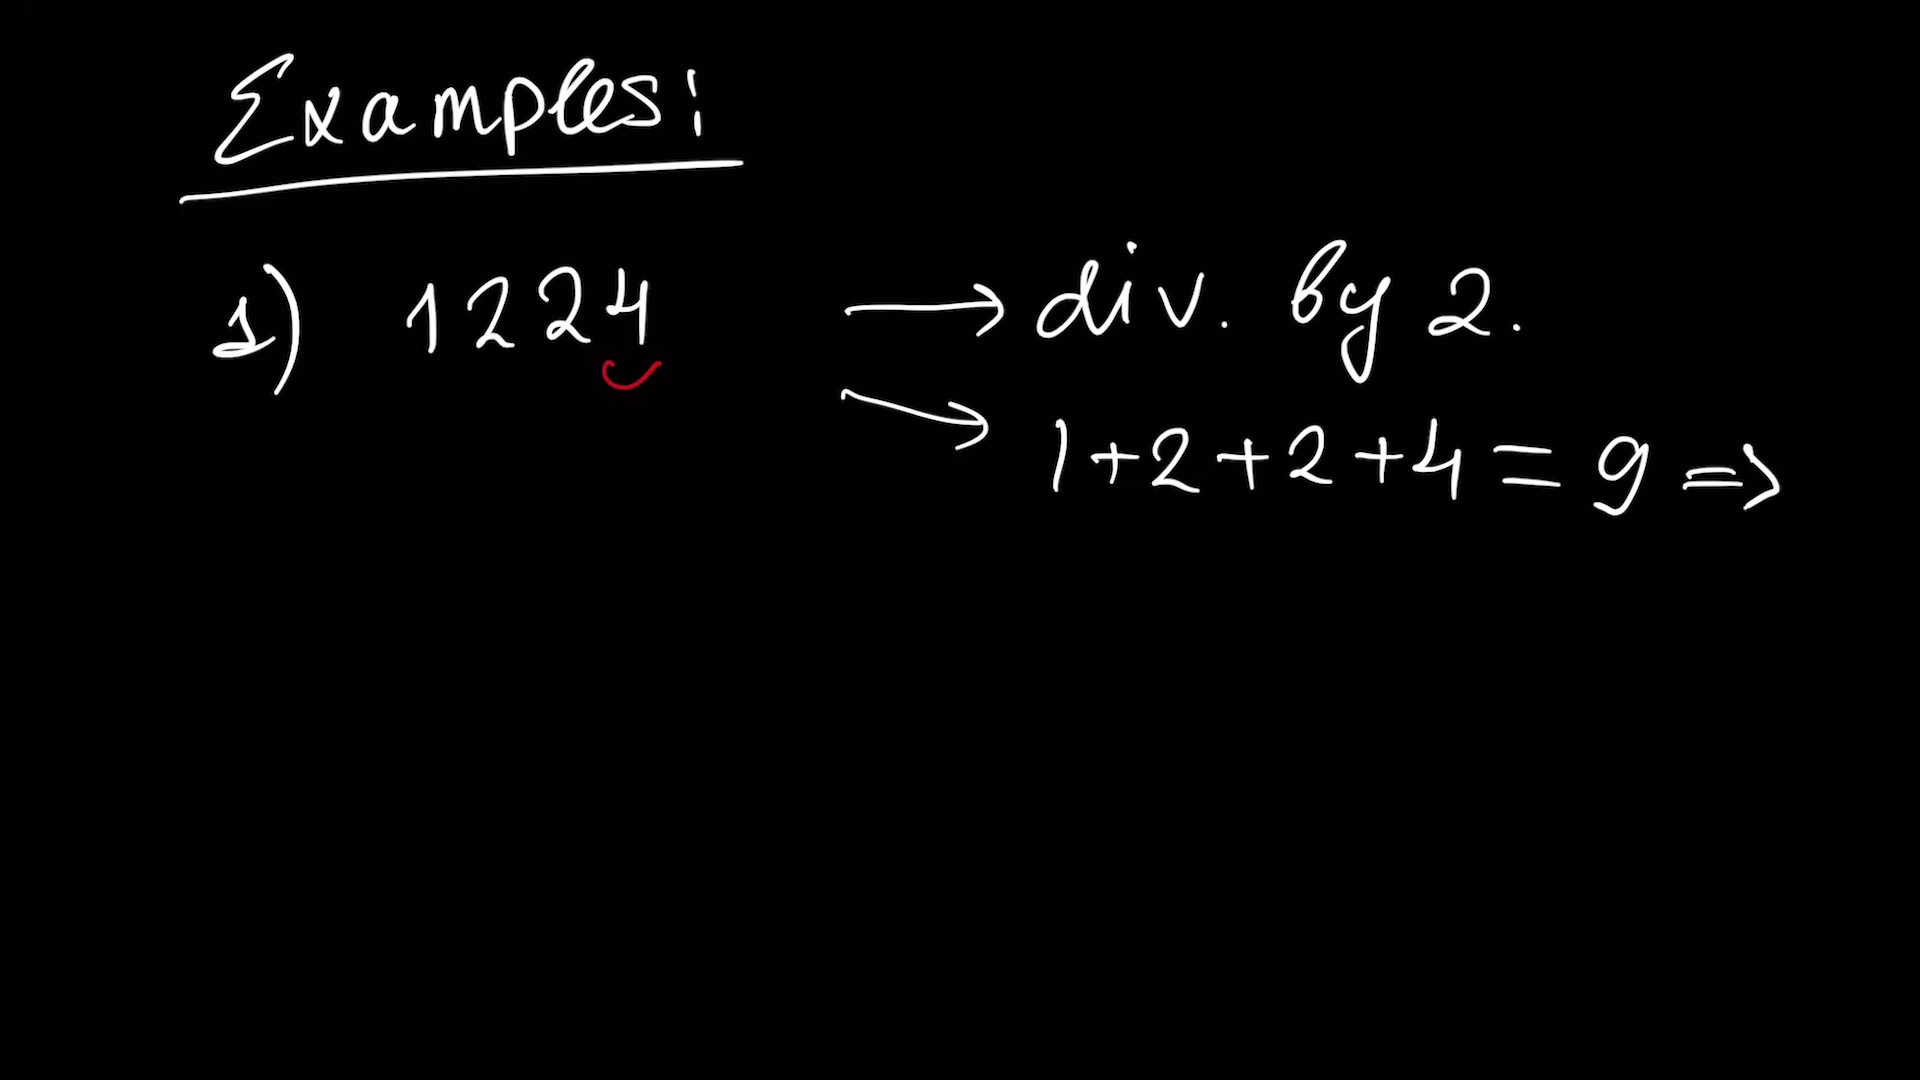 Examples:
1) 1224 → div. by 2.
→ 1+2+2+4=9 ⇒